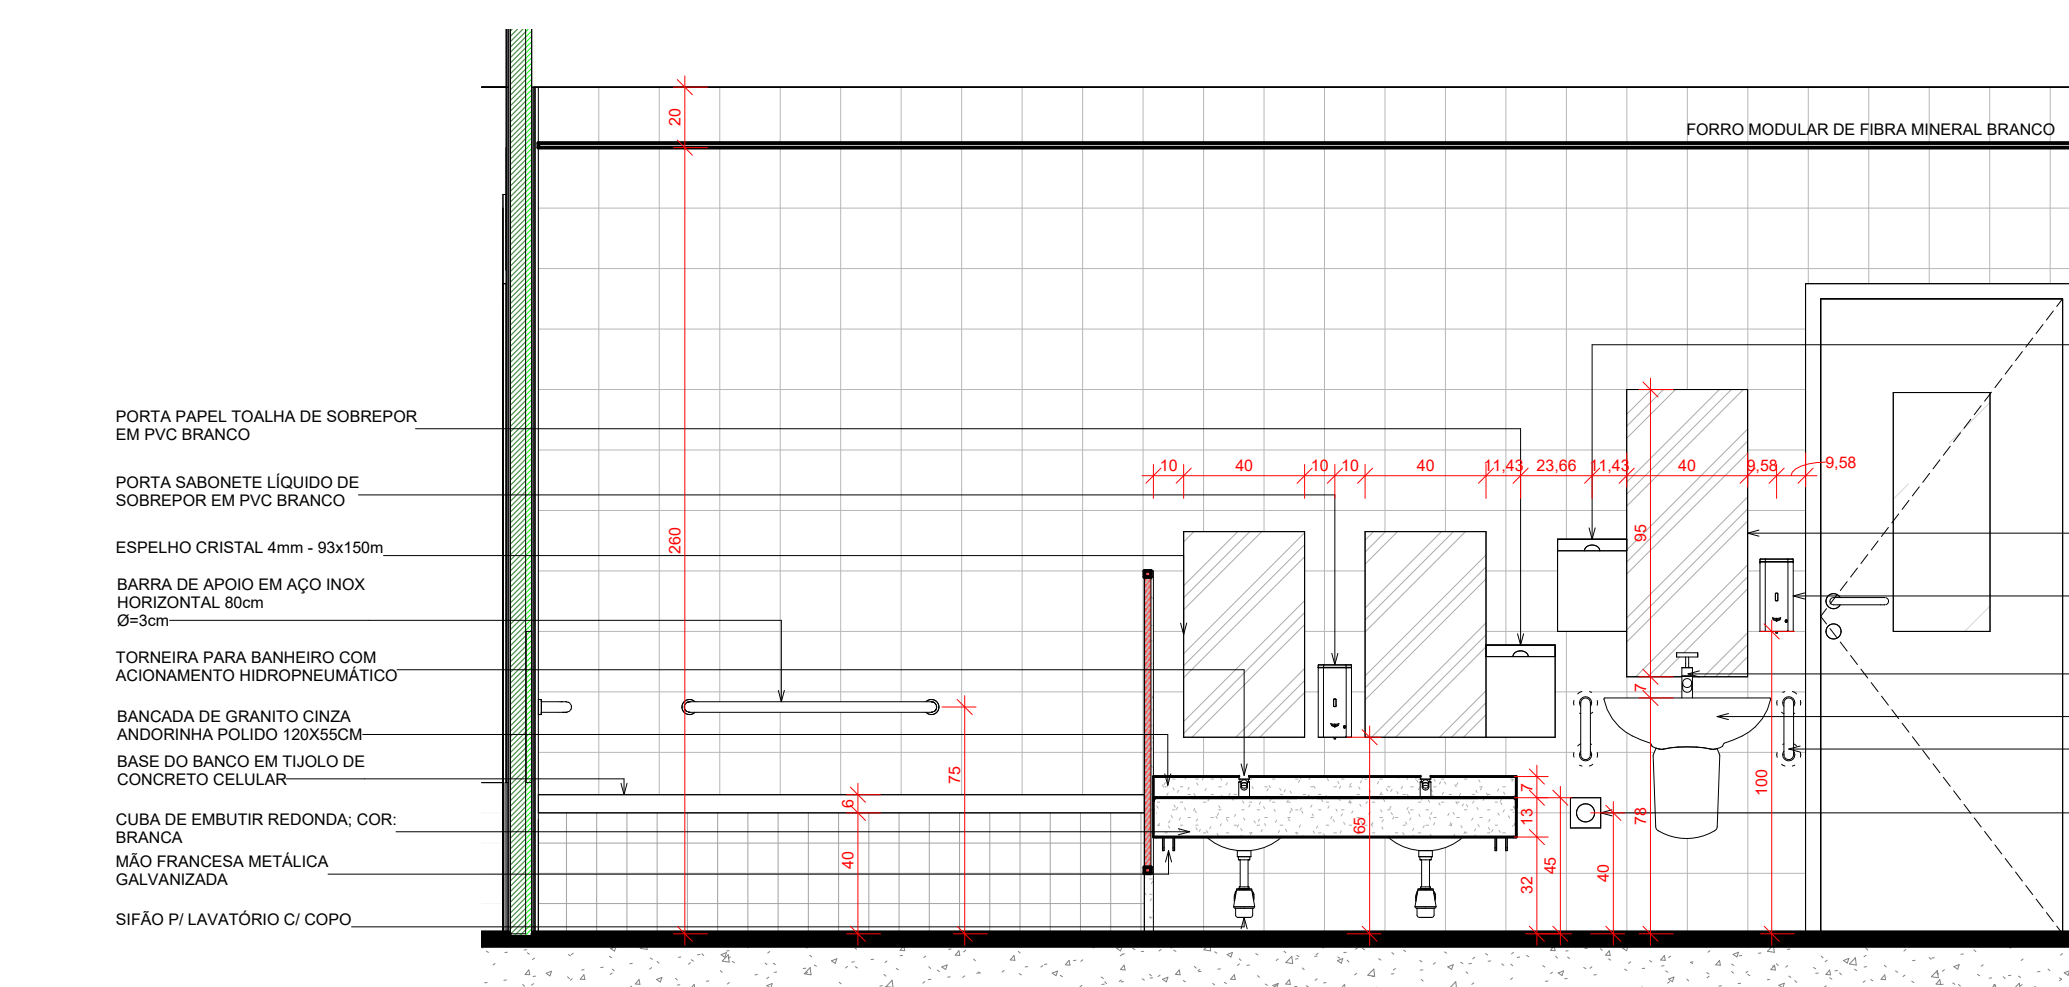 20
FORRO MODULAR DE FIBRA MINERAL BRANCO
PORTA PAPEL TOALHA DE SOBREPOR
EM PVC BRANCO
10
40
10
10
40
11,43
23,66
11,43
40
9,58
9,58
PORTA SABONETE LÍQUIDO DE
SOBREPOR EM PVC BRANCO
260
95
ESPELHO CRISTAL 4mm - 93x150m
BARRA DE APOIO EM AÇO INOX
HORIZONTAL 80cm
Ø=3cm
TORNEIRA PARA BANHEIRO COM
ACIONAMENTO HIDROPNEUMÁTICO
7
BANCADA DE GRANITO CINZA
ANDORINHA POLIDO 120X55CM
BASE DO BANCO EM TIJOLO DE
CONCRETO CELULAR
75
7
100
6
13
65
78
CUBA DE EMBUTIR REDONDA; COR:
BRANCA
MÃO FRANCESA METÁLICA
GALVANIZADA
40
45
40
32
SIFÃO P/ LAVATÓRIO C/ COPO